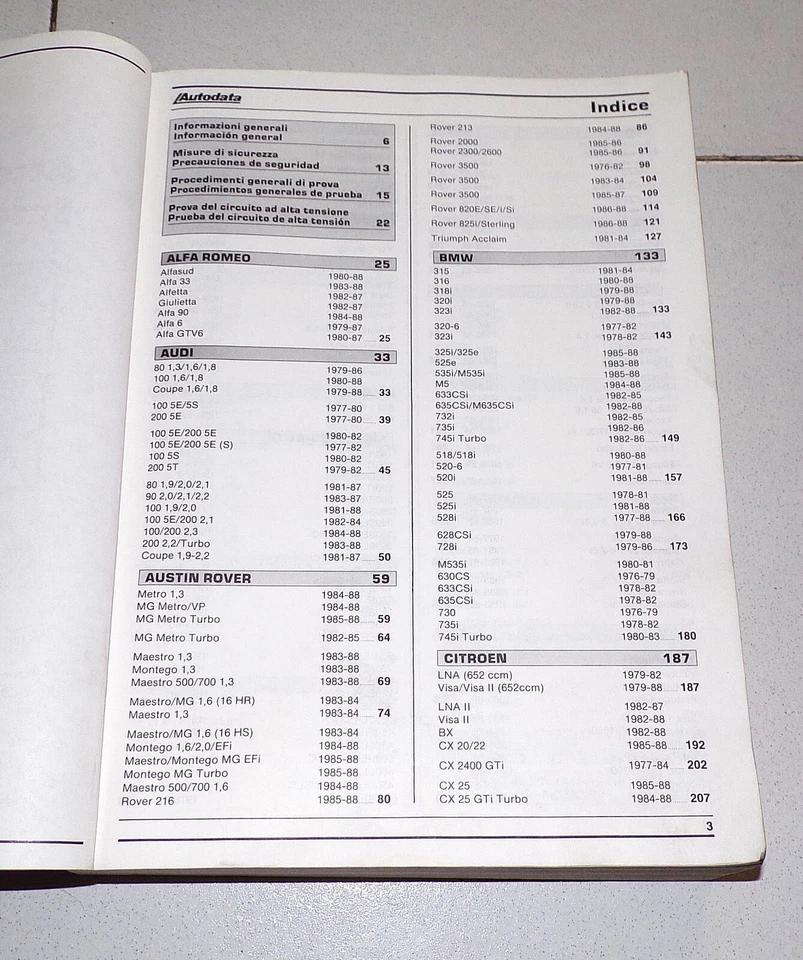 Autodata
Indice
Informazioni generali
Información general 6
Misure di sicurezza
Precauciones de seguridad 13
Procedimenti generali di prova
Procedimientos generales de prueba 15
Prova del circuito ad alta tensione
Prueba del circuito de alta tensión 22
ALFA ROMEO 25
Alfasud 1980-88
Alfa 33 1983-88
Alfetta 1982-87
Giulietta 1982-87
Alfa 90 1984-88
Alfa 6 1979-87
Alfa GTV6 1980-87 25
AUDI 33
80 1,3/1,6/1,8 1979-86
100 1,6/1,8 1980-88
Coupe 1,6/1,8 1979-88 33
100 5E/5S 1977-80
200 5E 1977-80 39
100 5E/200 5E 1980-82
100 5E/200 5E (S) 1977-82
100 5S 1980-82
200 5T 1979-82 45
80 1,9/2,0/2,1 1981-87
90 2,0/2,1/2,2 1983-87
100 1,9/2,0 1981-88
100 5E/200 2,1 1982-84
100/200 2,3 1984-88
200 2,2/Turbo 1983-88
Coupe 1,9-2,2 1981-87 50
AUSTIN ROVER 59
Metro 1,3 1984-88
MG Metro/VP 1984-88
MG Metro Turbo 1985-88 59
MG Metro Turbo 1982-85 64
Maestro 1,3 1983-88
Montego 1,3 1983-88
Maestro 500/700 1,3 1983-88 69
Maestro/MG 1,6 (16 HR) 1983-84
Maestro 1,3 1983-84 74
Maestro/MG 1,6 (16 HS) 1983-84
Montego 1,6/2,0/EFi 1984-88
Maestro/Montego MG EFi 1985-88
Montego MG Turbo 1985-88
Maestro 500/700 1,6 1984-88
Rover 216 1985-88 80
Rover 213 1984-88 86
Rover 2000 1985-86
Rover 2300/2600 1985-86 91
Rover 3500 1976-82 98
Rover 3500 1983-84 104
Rover 3500 1985-87 109
Rover 820E/SE/i/Si 1986-88 114
Rover 825i/Sterling 1986-88 121
Triumph Acclaim 1981-84 127
BMW 133
315 1981-84
316 1980-88
318i 1979-88
320i 1979-88
323i 1982-88 133
320-6 1977-82
323i 1978-82 143
325i/325e 1985-88
525e 1983-88
535i/M535i 1985-88
M5 1984-88
633CSi 1982-85
635CSi/M635CSi 1982-88
732i 1982-85
735i 1982-86
745i Turbo 1982-86 149
518/518i 1980-88
520-6 1977-81
520i 1981-88 157
525 1978-81
525i 1981-88
528i 1977-88 166
628CSi 1979-88
728i 1979-86 173
M535i 1980-81
630CS 1976-79
633CSi 1978-82
635CSi 1978-82
730 1976-79
735i 1978-82
745i Turbo 1980-83 180
CITROEN 187
LNA (652 ccm) 1979-82
Visa/Visa II (652ccm) 1979-88 187
LNA II 1982-87
Visa II 1982-88
BX 1982-88
CX 20/22 1985-88 192
CX 2400 GTi 1977-84 202
CX 25 1985-88
CX 25 GTi Turbo 1984-88 207
3